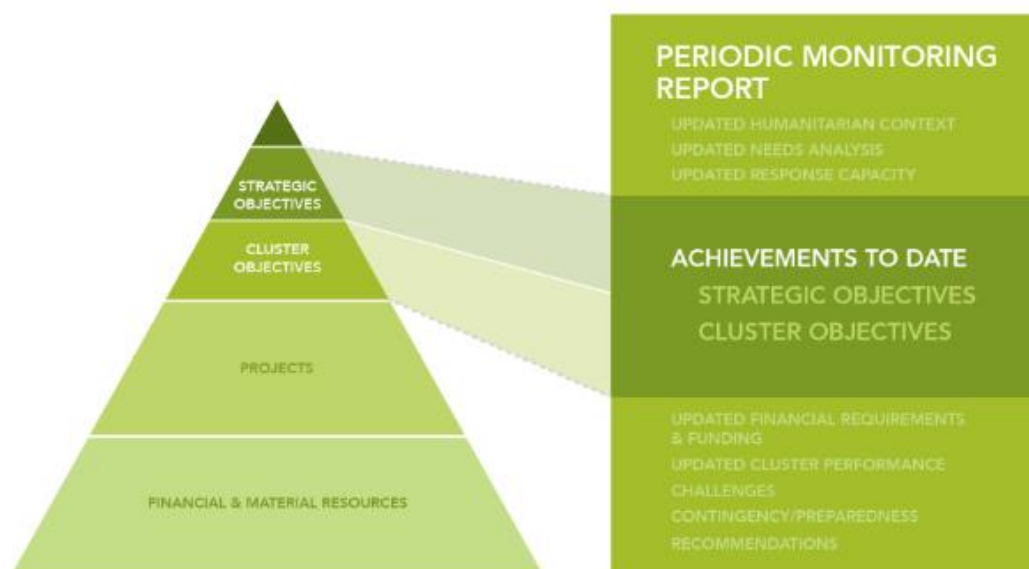 STRATEGIC
OBJECTIVES
CLUSTER
OBJECTIVES
PROJECTS
FINANCIAL & MATERIAL RESOURCES
PERIODIC MONITORING
REPORT
UPDATED HUMANITARIAN CONTEXT
UPDATED NEEDS ANALYSIS
UPDATED RESPONSE CAPACITY
ACHIEVEMENTS TO DATE
STRATEGIC OBJECTIVES
CLUSTER OBJECTIVES
UPDATED FINANCIAL REQUIREMENTS
& FUNDING
UPDATED CLUSTER PERFORMANCE
CHALLENGES
CONTINGENCY/PREPAREDNESS
RECOMMENDATIONS